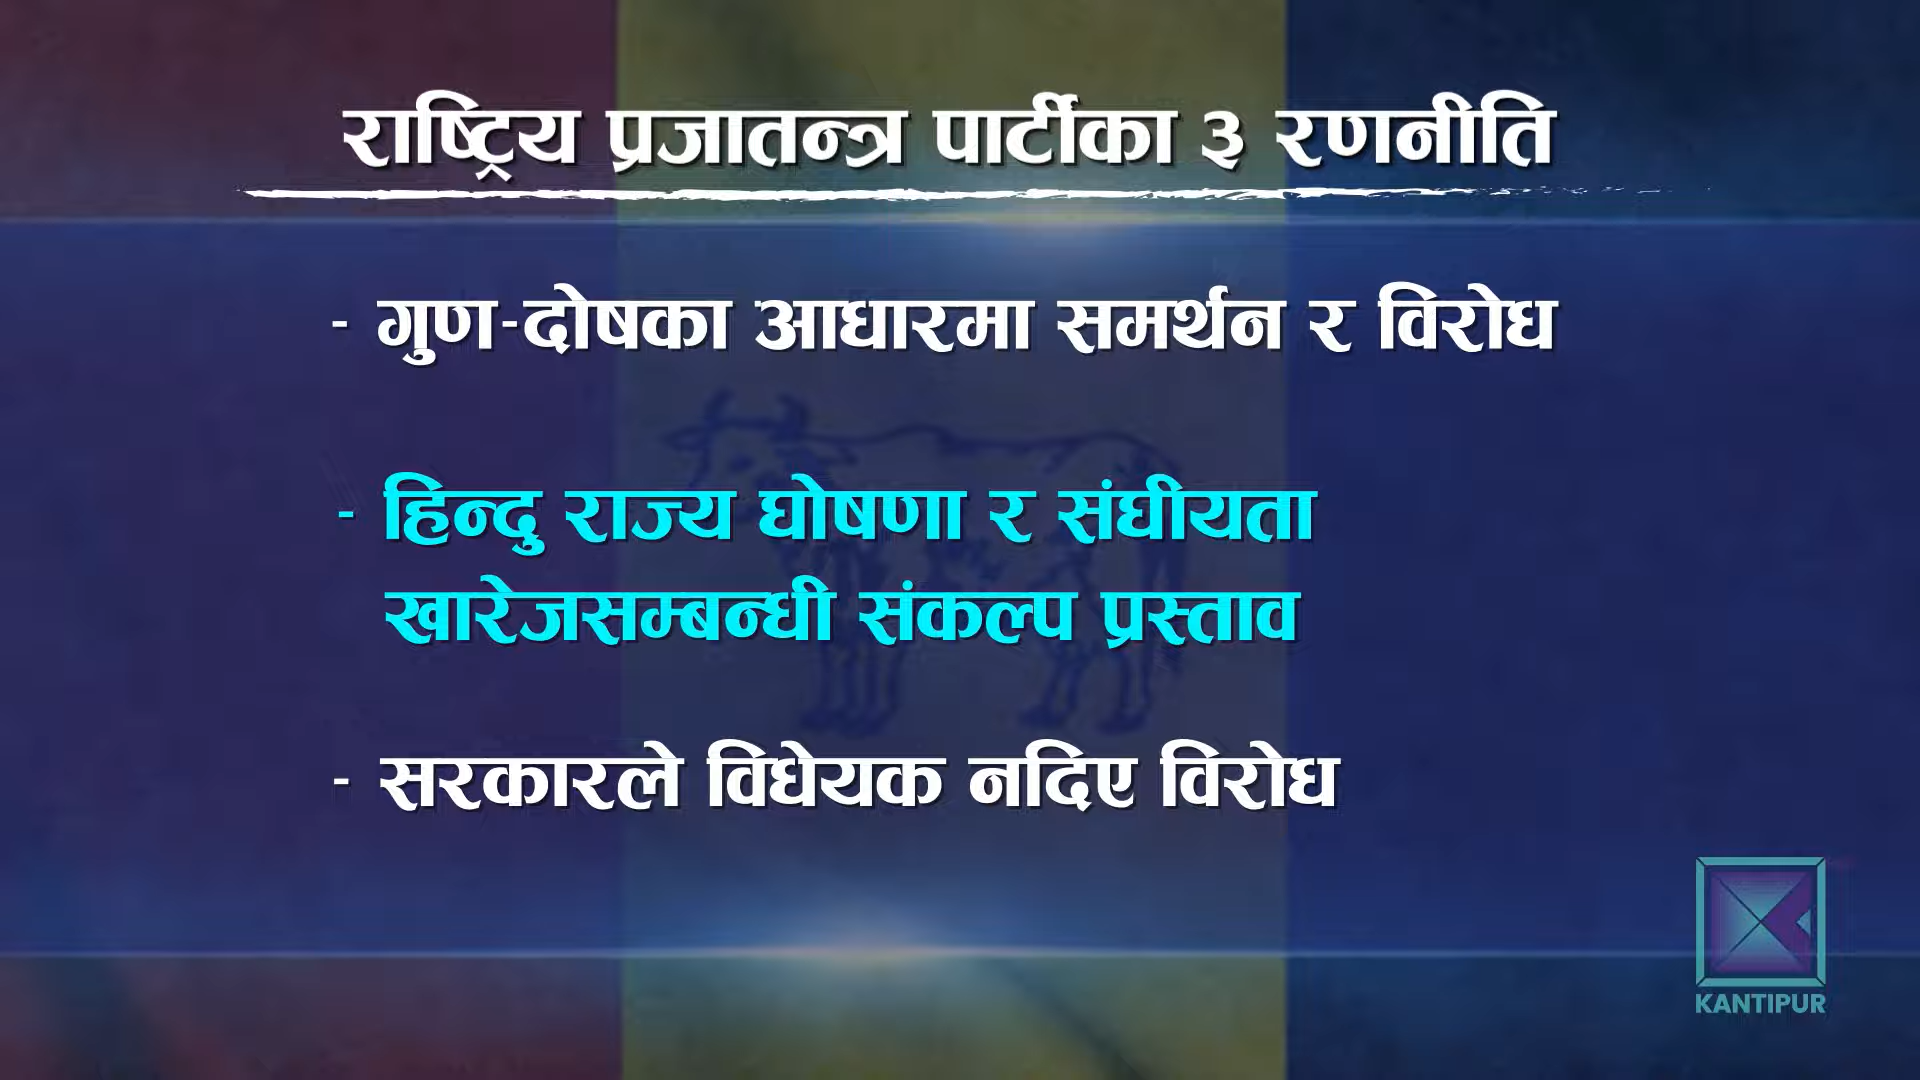 राष्ट्रिय प्रजातन्त्र पार्टीका ३ रणनीति
- गुण-दोषका आधारमा समर्थन र विरोध
- हिन्दु राज्य घोषणा र संघीयता
खारेजसम्बन्धी संकल्प प्रस्ताव
- सरकारले विधेयक नदिए विरोध
KANTIPUR